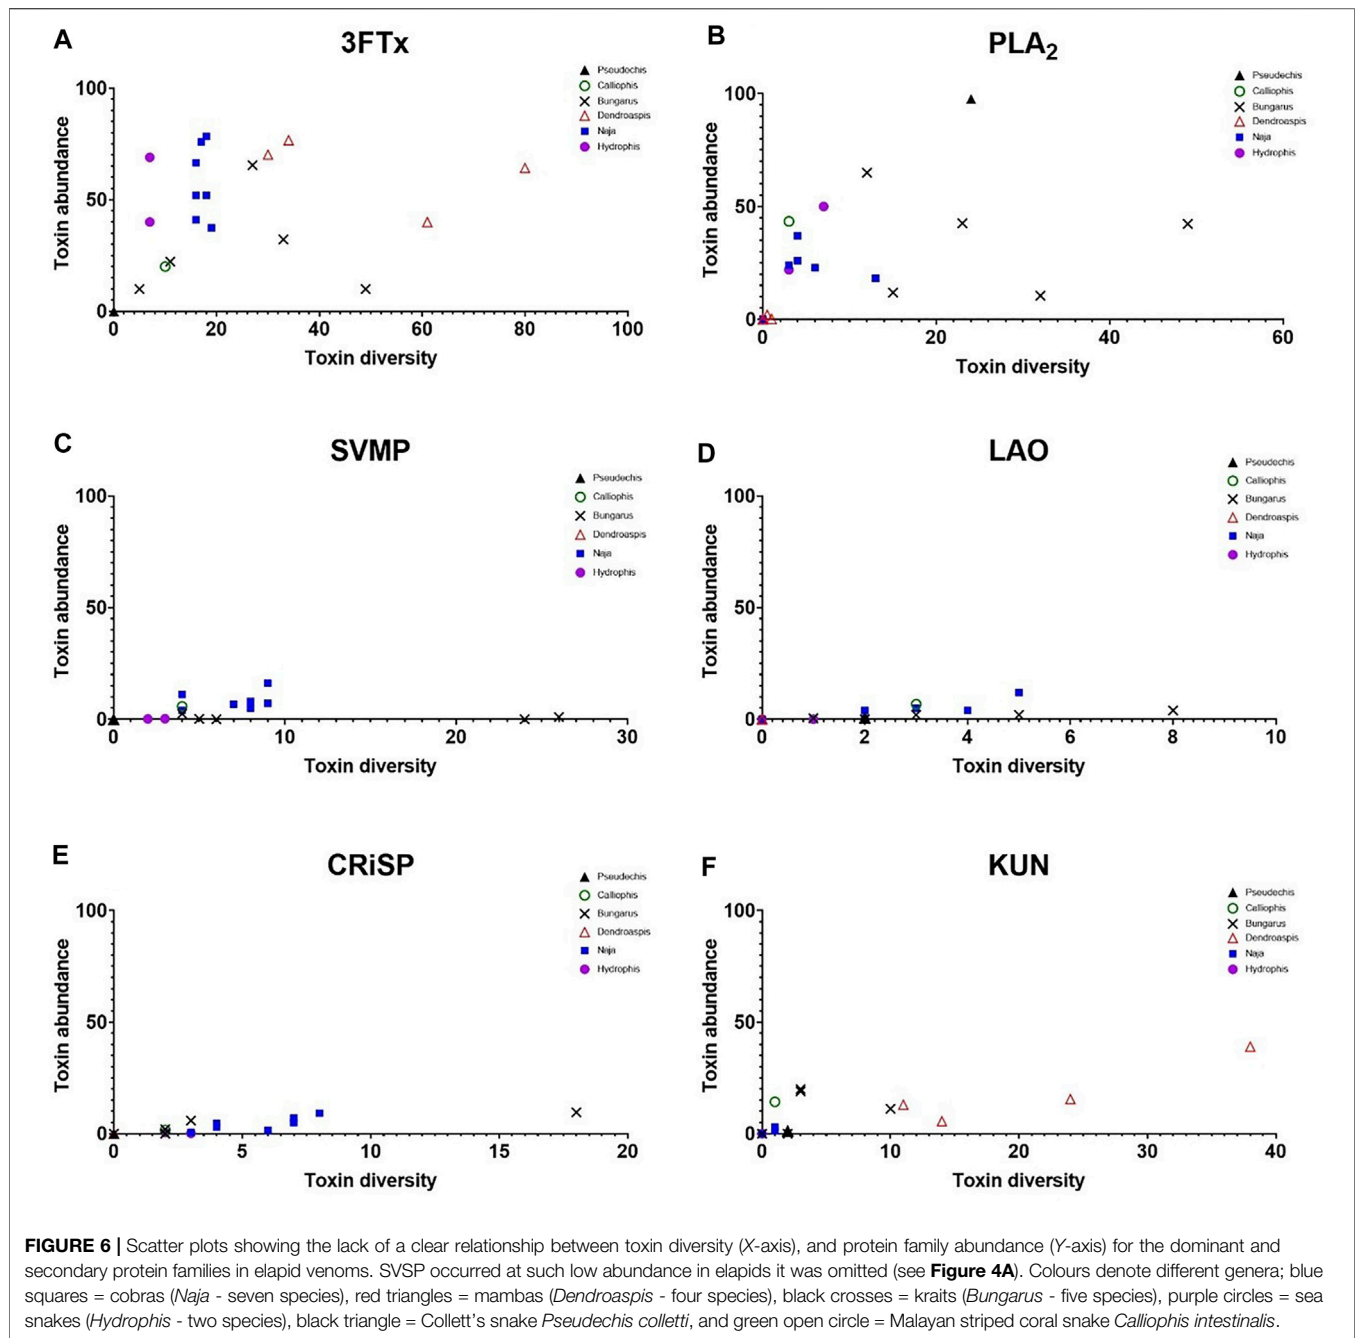 A
3FTx
Pseudechis
Calliophis
Bungarus
Dendroaspis
Naja
Hydrophis
100
50
0
Toxin abundance
0 20 40 60 80 100
Toxin diversity
B
PLA2
Pseudechis
Calliophis
Bungarus
Dendroaspis
Naja
Hydrophis
100
50
0
Toxin abundance
0 20 40 60
Toxin diversity
C
SVMP
Pseudechis
Calliophis
Bungarus
Dendroaspis
Naja
Hydrophis
100
50
0
Toxin abundance
0 10 20 30
Toxin diversity
D
LAO
Pseudechis
Calliophis
Bungarus
Dendroaspis
Naja
Hydrophis
100
50
0
Toxin abundance
0 2 4 6 8 10
Toxin diversity
E
CRiSP
Pseudechis
Calliophis
Bungarus
Dendroaspis
Naja
Hydrophis
100
50
0
Toxin abundance
0 5 10 15 20
Toxin diversity
F
KUN
Pseudechis
Calliophis
Bungarus
Dendroaspis
Naja
Hydrophis
100
50
0
Toxin abundance
0 10 20 30 40
Toxin diversity
FIGURE 6 | Scatter plots showing the lack of a clear relationship between toxin diversity (X-axis), and protein family abundance (Y-axis) for the dominant and
secondary protein families in elapid venoms. SVSP occurred at such low abundance in elapids it was omitted (see Figure 4A). Colours denote different genera; blue
squares = cobras (Naja - seven species), red triangles = mambas (Dendroaspis - four species), black crosses = kraits (Bungarus - five species), purple circles = sea
snakes (Hydrophis - two species), black triangle = Collett's snake Pseudechis colletti, and green open circle = Malayan striped coral snake Calliophis intestinalis.